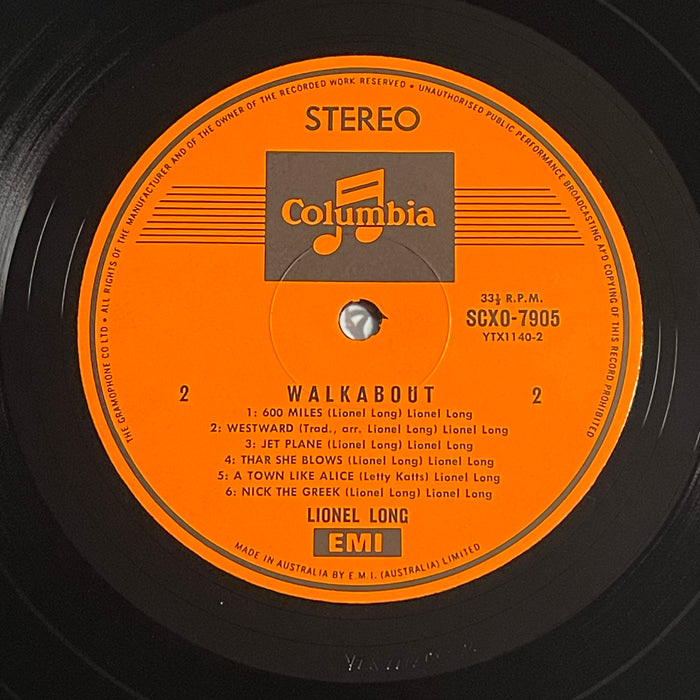 THE GRAMOPHONE CO LTD • ALL RIGHTS OF THE MANUFACTURER AND OF THE OWNER OF THE RECORDED WORK RESERVED • UNAUTHORISED PUBLIC PERFORMANCE BROADCASTING AND COPYING OF THIS RECORD PROHIBITED
STEREO
Columbia
33⅓ R.P.M.
SCXO-7905
YTX1140-2
2 WALKABOUT 2
1: 600 MILES (Lionel Long) Lionel Long
2: WESTWARD (Trad., arr. Lionel Long) Lionel Long
3: JET PLANE (Lionel Long) Lionel Long
4: THAR SHE BLOWS (Lionel Long) Lionel Long
5: A TOWN LIKE ALICE (Letty Katts) Lionel Long
6: NICK THE GREEK (Lionel Long) Lionel Long
LIONEL LONG
EMI
MADE IN AUSTRALIA BY E.M.I. (AUSTRALIA) LIMITED